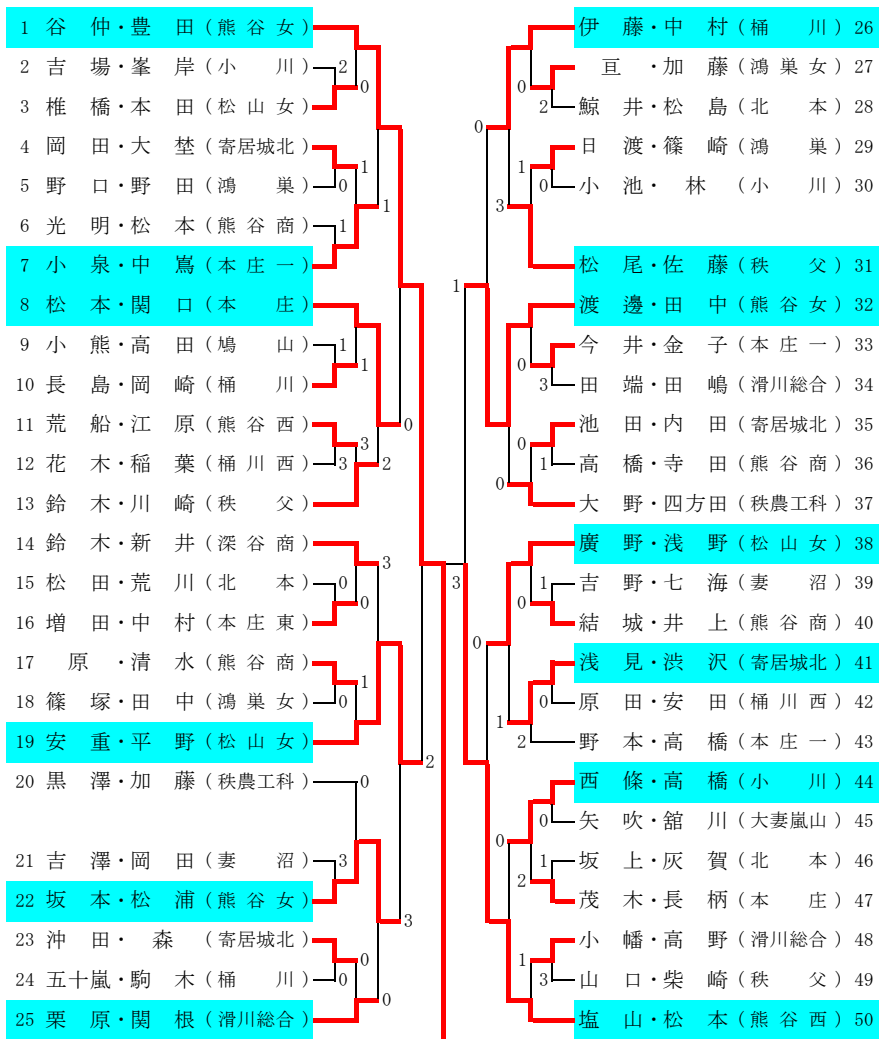 1 谷 仲・豊 田 (熊 谷 女)
2 吉 場・峯 岸 (小 川)
3 椎 橋・本 田 (松 山 女)
4 岡 田・大 埜 (寄居城北)
5 野 口・野 田 (鴻 巣)
6 光 明・松 本 (熊 谷 商)
7 小 泉・中 嶌 (本 庄 一)
8 松 本・関 口 (本 庄)
9 小 熊・高 田 (鳩 山)
10 長 島・岡 崎 (桶 川)
11 荒 船・江 原 (熊 谷 西)
12 花 木・稲 葉 (桶 川 西)
13 鈴 木・川 崎 (秩 父)
14 鈴 木・新 井 (深 谷 商)
15 松 田・荒 川 (北 本)
16 増 田・中 村 (本 庄 東)
17 原 ・清 水 (熊 谷 商)
18 篠 塚・田 中 (鴻 巣 女)
19 安 重・平 野 (松 山 女)
20 黒 澤・加 藤 (秩農工科)
21 吉 澤・岡 田 (妻 沼)
22 坂 本・松 浦 (熊 谷 女)
23 沖 田・ 森 (寄居城北)
24 五十嵐・駒 木 (桶 川)
25 栗 原・関 根 (滑川総合)
2
0
1
0
1
1
1
1
0
3
3
2
3
0
0
1
0
2
0
3
3
0
0
0
1
3
0
0
2
1
0
3
0
3
0
1
0
0
1
0
1
2
0
0
1
2
1
3
伊 藤・中 村 (桶 川) 26
亘 ・加 藤 (鴻 巣 女) 27
鯨 井・松 島 (北 本) 28
日 渡・篠 崎 (鴻 巣) 29
小 池・ 林 (小 川) 30
松 尾・佐 藤 (秩 父) 31
渡 邊・田 中 (熊 谷 女) 32
今 井・金 子 (本 庄 一) 33
田 端・田 嶋 (滑川総合) 34
池 田・内 田 (寄居城北) 35
高 橋・寺 田 (熊 谷 商) 36
大 野・四方田 (秩農工科) 37
廣 野・浅 野 (松 山 女) 38
吉 野・七 海 (妻 沼) 39
結 城・井 上 (熊 谷 商) 40
浅 見・渋 沢 (寄居城北) 41
原 田・安 田 (桶 川 西) 42
野 本・高 橋 (本 庄 一) 43
西 條・高 橋 (小 川) 44
矢 吹・舘 川 (大妻嵐山) 45
坂 上・灰 賀 (北 本) 46
茂 木・長 柄 (本 庄) 47
小 幡・高 野 (滑川総合) 48
山 口・柴 崎 (秩 父) 49
塩 山・松 本 (熊 谷 西) 50